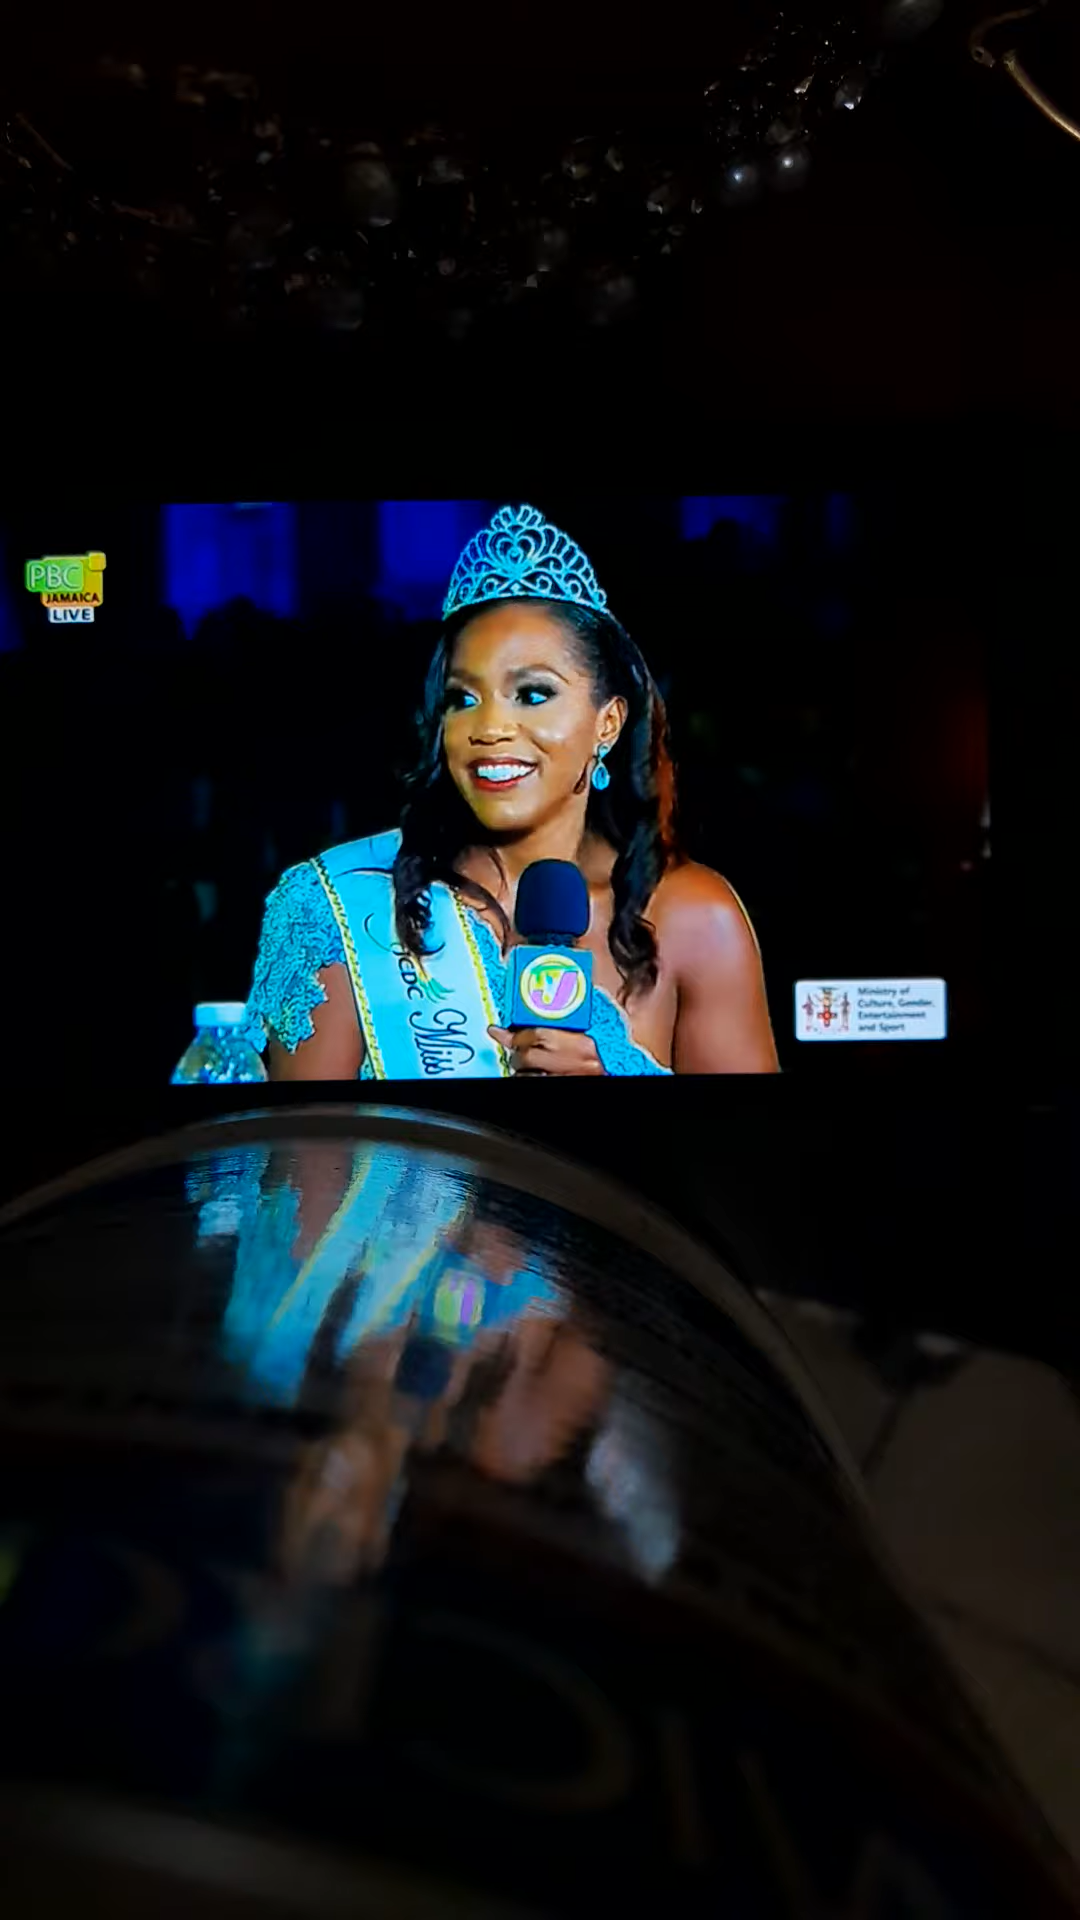 PBC
JAMAICA
LIVE
JCDC Miss
Ministry of
Culture, Gender,
Entertainment
and Sport